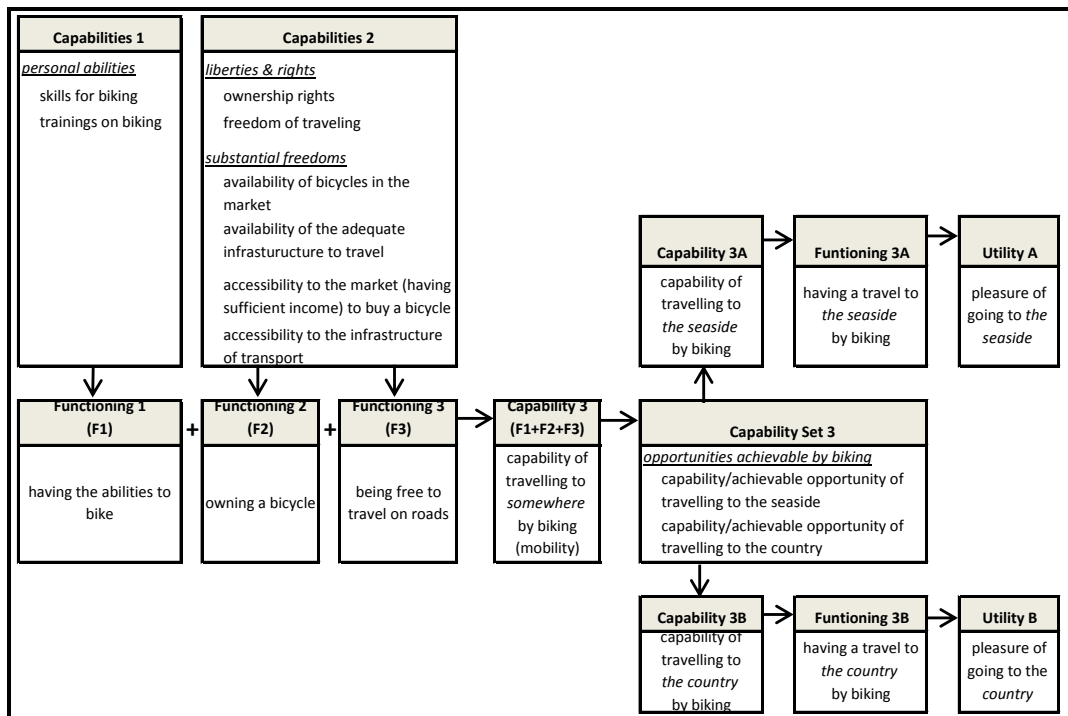 Capabilities 1
personal abilities
skills for biking
trainings on biking
Capabilities 2
liberties & rights
ownership rights
freedom of traveling
substantial freedoms
availability of bicycles in the
market
availability of the adequate
infrasturucture to travel
accessibility to the market (having
sufficient income) to buy a bicycle
accessibility to the infrastructure
of transport
Functioning 1
(F1)
having the abilities to
bike
+
Functioning 2
(F2)
owning a bicycle
+
Functioning 3
(F3)
being free to
travel on roads
Capability 3
(F1+F2+F3)
capability of
travelling to
somewhere
by biking
(mobility)
Capability Set 3
opportunities achievable by biking
capability/achievable opportunity of
travelling to the seaside
capability/achievable opportunity of
travelling to the country
Capability 3A
capability of
travelling to
the seaside
by biking
Funtioning 3A
having a travel to
the seaside
by biking
Utility A
pleasure of
going to the
seaside
Capability 3B
capability of
travelling to
the country
by biking
Funtioning 3B
having a travel to
the country
by biking
Utility B
pleasure of
going to the
country